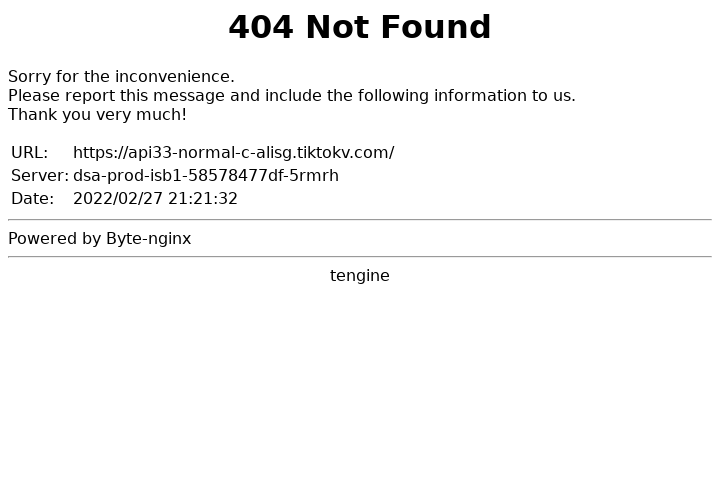 404 Not Found
Sorry for the inconvenience.
Please report this message and include the following information to us.
Thank you very much!
URL: https://api33-normal-c-alisg.tiktokv.com/
Server: dsa-prod-isb1-58578477df-5rmrh
Date: 2022/02/27 21:21:32
Powered by Byte-nginx
tengine